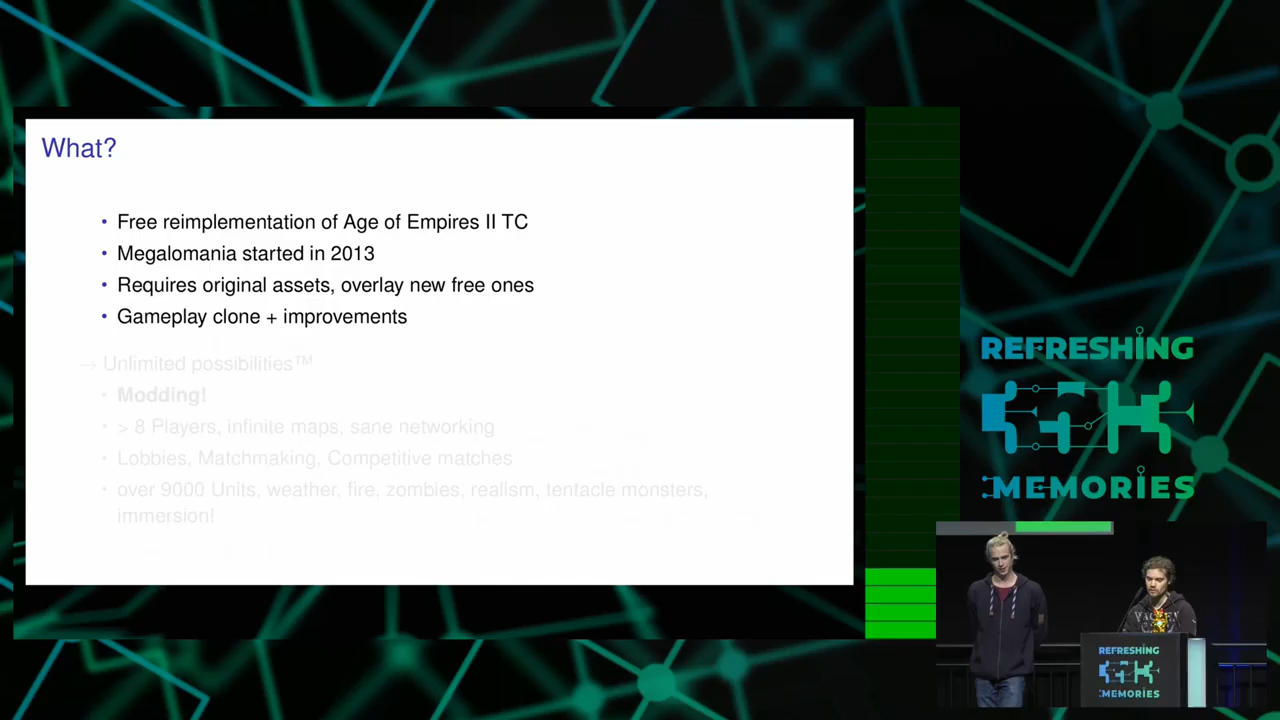 What?
• Free reimplementation of Age of Empires II TC
• Megalomania started in 2013
• Requires original assets, overlay new free ones
• Gameplay clone + improvements
→ Unlimited possibilities™
• Modding!
• > 8 Players, infinite maps, sane networking
• Lobbies, Matchmaking, Competitive matches
• over 9000 Units, weather, fire, zombies, realism, tentacle monsters,
immersion!
REFRESHING
MEMORIES
REFRESHING
MEMORIES